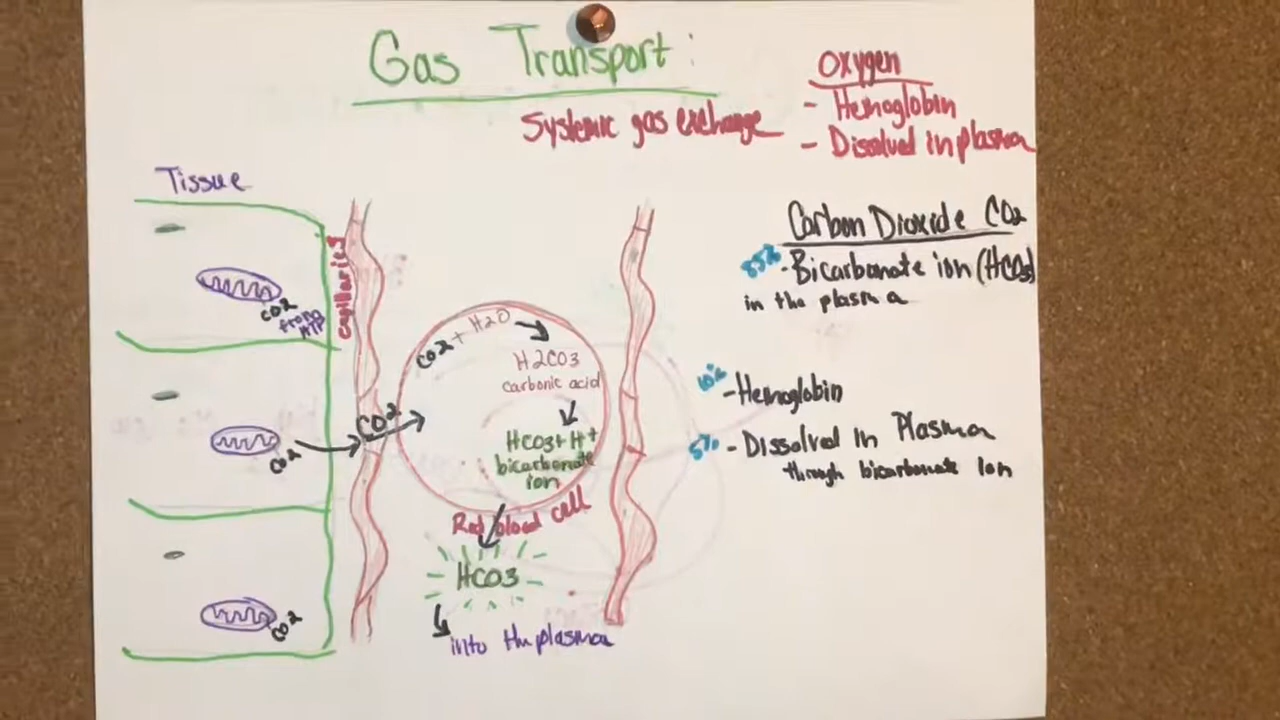 Gas Transport:
Systemic gas exchange
Oxygen
- Hemoglobin
- Dissolved in plasma
Tissue
capillaries
CO2
from
ATP
CO2
CO2
CO2
CO2 + H2O
H2CO3
carbonic acid
HCO3 + H+
bicarbonate
ion
Red blood cell
HCO3
into the plasma
Carbon Dioxide CO2
85% - Bicarbonate ion (HCO3)
in the plasma
10% - Hemoglobin
5% - Dissolved in Plasma
through bicarbonate Ion